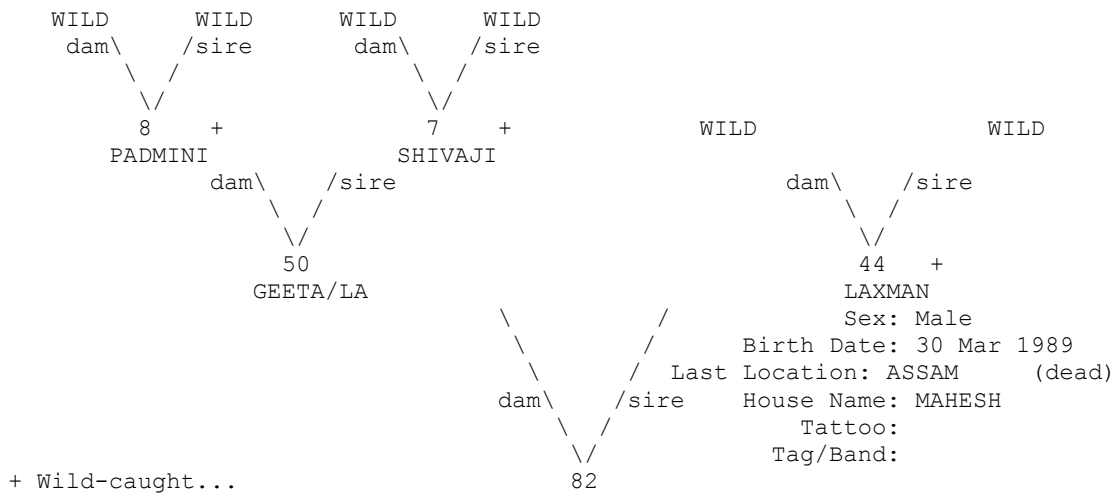 WILD WILD WILD WILD
dam\ /sire dam\ /sire
\ / \ /
\/ \/
8 + 7 + WILD WILD
PADMINI SHIVAJI
dam\ /sire dam\ /sire
\ / \ /
\/ \/
50 44 +
GEETA/LA LAXMAN
\ / Sex: Male
\ / Birth Date: 30 Mar 1989
\ / Last Location: ASSAM (dead)
dam\ /sire House Name: MAHESH
\ / Tattoo:
\/ Tag/Band:
+ Wild-caught... 82